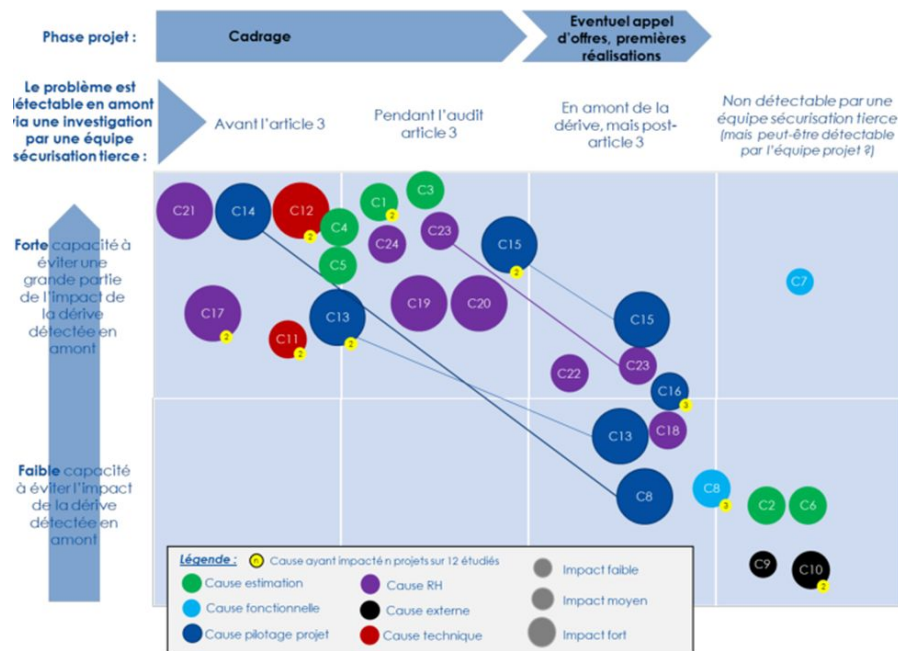 Phase projet :
Cadrage
Eventuel appel
d'offres, premières
réalisations
Le problème est
détectable en amont
via une investigation
par une équipe
sécurisation tierce :
Avant l'article 3
Pendant l'audit
article 3
En amont de la
dérive, mais post-
article 3
Non détectable par une
équipe sécurisation tierce
(mais peut-être détectable
par l'équipe projet ?)
Forte capacité à
éviter une
grande partie
de l'impact de
la dérive
détectée en
amont
Faible capacité
à éviter l'impact
de la dérive
détectée en
amont
C21
C14
C12
2
C4
C5
C1
2
C3
C24
C23
C15
2
C7
C17
2
C11
2
C13
2
C19
C20
C15
C22
C23
C16
3
C13
C18
C8
C8
3
C2
C6
C9
C10
2
Légende :
n
Cause ayant impacté n projets sur 12 étudiés
Cause estimation
Cause RH
Impact faible
Cause fonctionnelle
Cause externe
Impact moyen
Cause pilotage projet
Cause technique
Impact fort